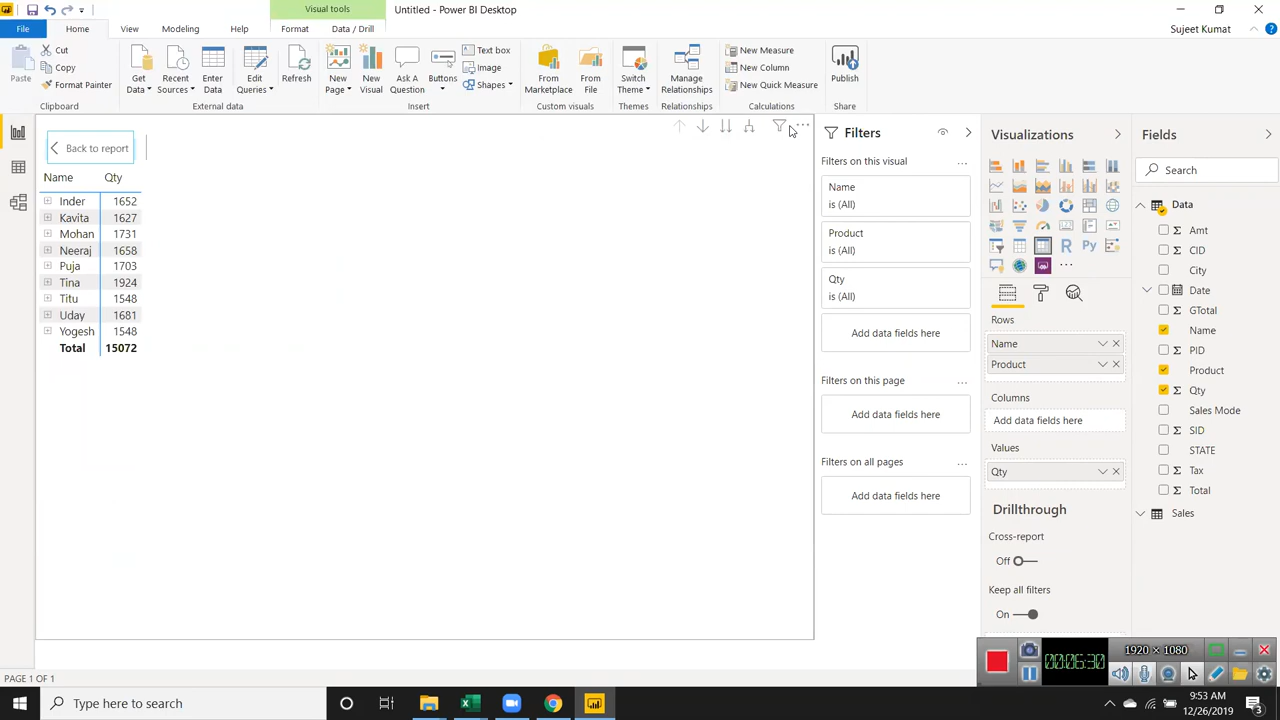 Visual tools
Untitled - Power BI Desktop
File
Home
View
Modeling
Help
Format
Data / Drill
Sujeet Kumat
Paste
Cut
Copy
Format Painter
Clipboard
Get Data
Recent Sources
Enter Data
Edit Queries
Refresh
External data
New Page
New Visual
Ask A Question
Buttons
Text box
Image
Shapes
Insert
From Marketplace
From File
Custom visuals
Switch Theme
Themes
Manage Relationships
Relationships
New Measure
New Column
New Quick Measure
Calculations
Publish
Share
Back to report
Name Qty
Inder 1652
Kavita 1627
Mohan 1731
Neeraj 1658
Puja 1703
Tina 1924
Titu 1548
Uday 1681
Yogesh 1548
Total 15072
Filters
Filters on this visual
Name
is (All)
Product
is (All)
Qty
is (All)
Add data fields here
Filters on this page
Add data fields here
Filters on all pages
Add data fields here
Visualizations
R
Py
Rows
Name
Product
Columns
Add data fields here
Values
Qty
Drillthrough
Cross-report
Off
Keep all filters
On
Fields
Search
Data
Amt
CID
City
Date
GTotal
Name
PID
Product
Qty
Sales Mode
SID
STATE
Tax
Total
Sales
00:06:30
1920 × 1080
PAGE 1 OF 1
Type here to search
9:53 AM
12/26/2019
3